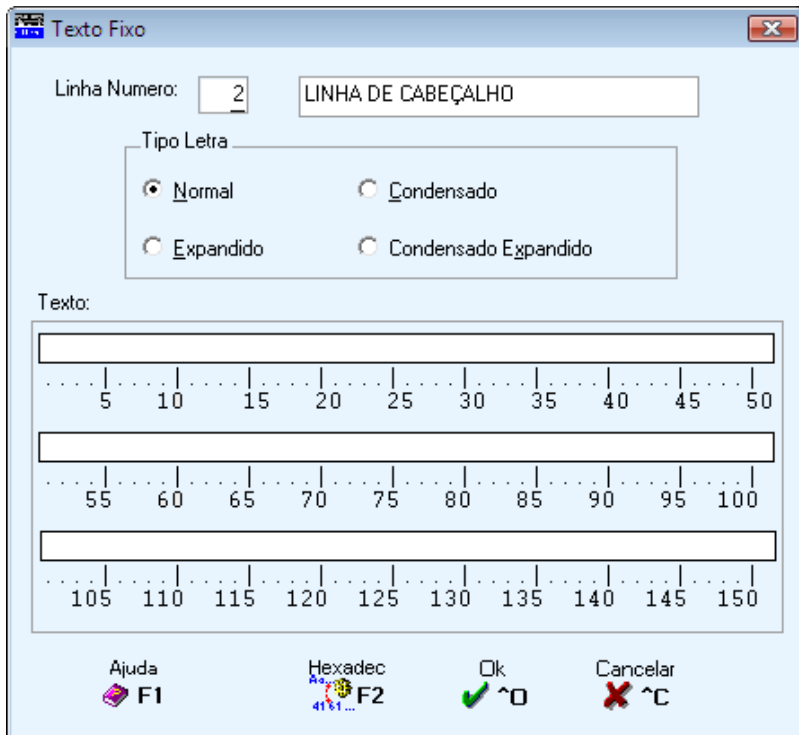 Texto Fixo
Linha Numero: 2 LINHA DE CABEÇALHO
Tipo Letra
Normal Condensado
Expandido Condensado Expandido
Texto:
....|....|....|....|....|....|....|....|....|....|
5 10 15 20 25 30 35 40 45 50
....|....|....|....|....|....|....|....|....|....|
55 60 65 70 75 80 85 90 95 100
....|....|....|....|....|....|....|....|....|....|
105 110 115 120 125 130 135 140 145 150
Ajuda Hexadec Ok Cancelar
F1 Aa... 4161... F2 ^O ^C